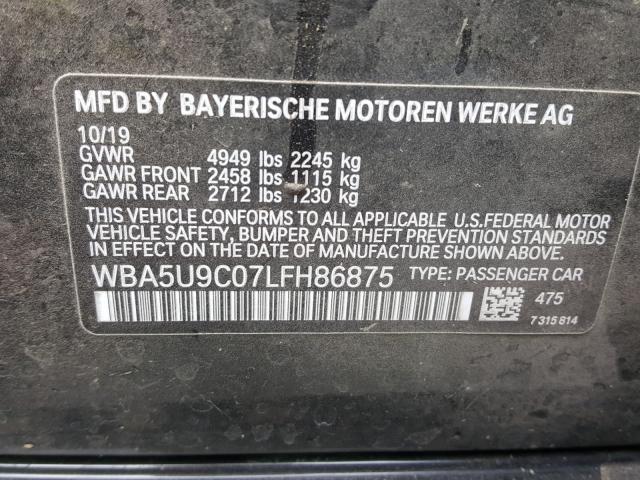 MFD BY BAYERISCHE MOTOREN WERKE AG
10/19
GVWR 4949 lbs 2245 kg
GAWR FRONT 2458 lbs 1115 kg
GAWR REAR 2712 lbs 1230 kg
THIS VEHICLE CONFORMS TO ALL APPLICABLE U.S.FEDERAL MOTOR
VEHICLE SAFETY, BUMPER AND THEFT PREVENTION STANDARDS
IN EFFECT ON THE DATE OF MANUFACTURE SHOWN ABOVE.
WBA5U9C07LFH86875 TYPE: PASSENGER CAR
475
7315814